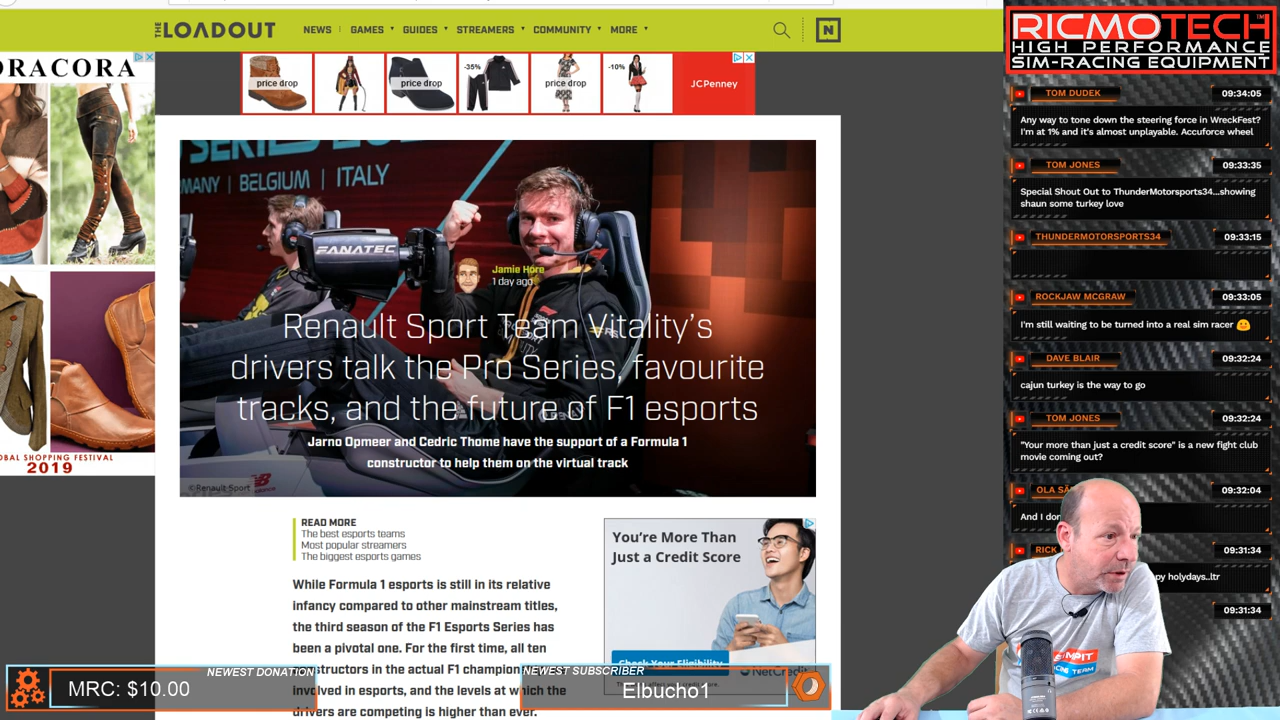 THE LOADOUT
NEWS GAMES GUIDES STREAMERS COMMUNITY MORE
N
RICMOTECH
HIGH PERFORMANCE
SIM-RACING EQUIPMENT
price drop
price drop
-35%
price drop
-10%
JCPenney
MANY | BELGIUM | ITALY
FANATEC
Jamie Hore
1 day ago
Renault Sport Team Vitality's
drivers talk the Pro Series, favourite
tracks, and the future of F1 esports
Jarno Opmeer and Cedric Thome have the support of a Formula 1
constructor to help them on the virtual track
©Renault Sport
new balance
SHOPPING FESTIVAL
2019
READ MORE
The best esports teams
Most popular streamers
The biggest esports games
While Formula 1 esports is still in its relative
infancy compared to other mainstream titles,
the third season of the F1 Esports Series has
been a pivotal one. For the first time, all ten
in the actual F1
involved in esports, and the levels at which the
drivers are competing is higher than ever.
You're More Than
Just a Credit Score
Check Your Eligibility
NetCredit
NEWEST DONATION
MRC: $10.00
NEWEST SUBSCRIBER
Elbucho1
TOM DUDEK 09:34:05
Any way to tone down the steering force in WreckFest?
I'm at 1% and it's almost unplayable. Accuforce wheel
TOM JONES 09:33:35
Special Shout Out to ThunderMotorsports34...showing
shaun some turkey love
THUNDERMOTORSPORTS34 09:33:15
ROCKJAW MCGRAW 09:33:05
I'm still waiting to be turned into a real sim racer
DAVE BLAIR 09:32:24
cajun turkey is the way to go
TOM JONES 09:32:24
"Your more than just a credit score" is a new fight club
movie coming out?
OLA 09:32:04
And I
RICK 09:31:34
holydays..ltr
09:31:34
RACING TEAM